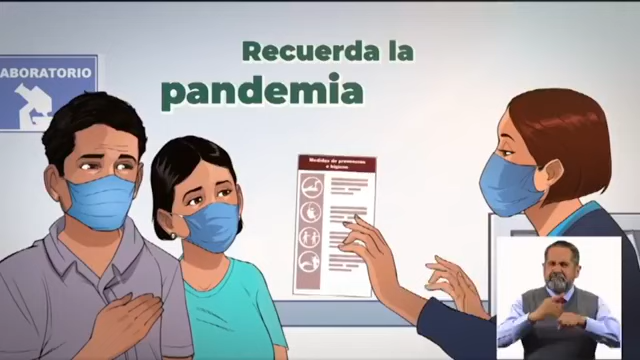 Recuerda la
pandemia
ABORATORIO
Medidas de prevención
e higiene